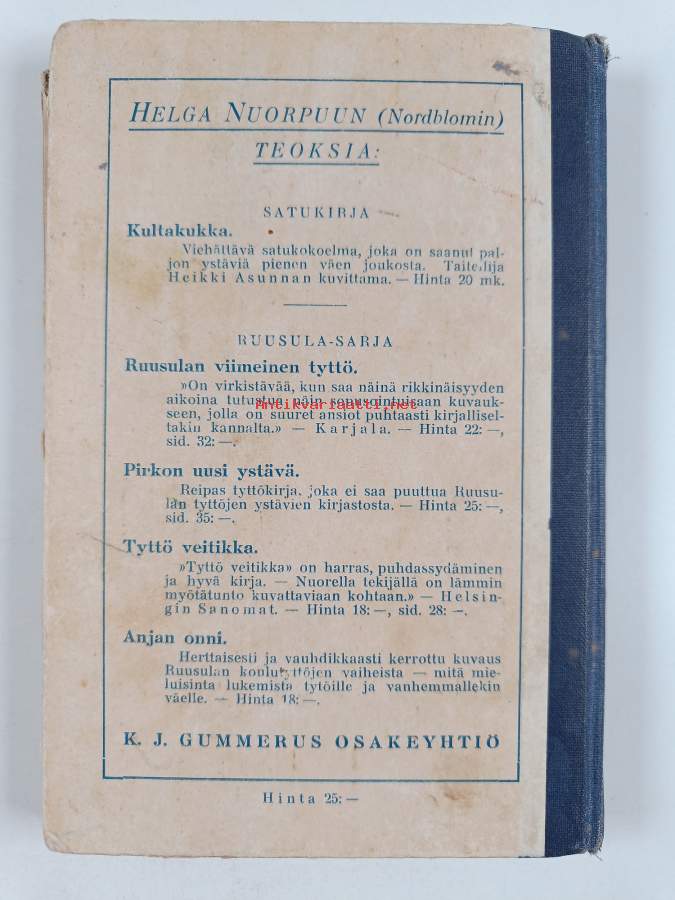 HELGA NUORPUUN (Nordblomin)
TEOKSIA:
SATUKIRJA
Kultakukka.
Viehättävä satukokoelma, joka on saanut pal-
jon ystäviä pienen väen joukosta. Taiteilija
Heikki Asunnan kuvittama. — Hinta 20 mk.
RUUSULA-SARJA
Ruusulan viimeinen tyttö.
»On virkistävää, kun saa näinä rikkinäisyyden
aikoina tutustua näin sopusointuisaan kuvauk-
Antikvariaatti.net
seen, jolla on suuret ansiot puhtaasti kirjallisel-
takin kannalta.» — Karjala. — Hinta 22: —,
sid. 32: —.
Pirkon uusi ystävä.
Reipas tyttökirja, joka ei saa puuttua Ruusu-
lan tyttöjen ystävien kirjastosta. — Hinta 25: —,
sid. 35: —.
Tyttö veitikka.
»Tyttö veitikka» on harras, puhdassydäminen
ja hyvä kirja. — Nuorella tekijällä on lämmin
myötätunto kuvattaviaan kohtaan.» — Helsin-
gin Sanomat. — Hinta 18: —, sid. 28: —.
Anjan onni.
Herttaisesti ja vauhdikkaasti kerrottu kuvaus
Ruusulan koulutyttöjen vaiheista — mitä mie-
luisinta lukemista tytöille ja vanhemmallekin
väelle. — Hinta 18: —.
K. J. GUMMERUS OSAKEYHTIÖ
Hinta 25: —